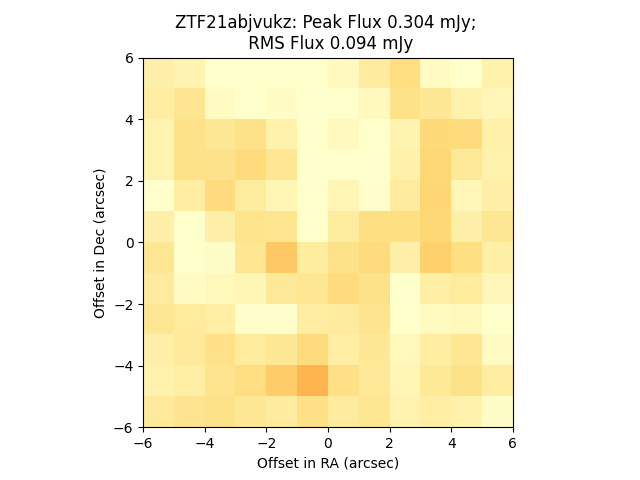 ZTF21abjvukz: Peak Flux 0.304 mJy;
RMS Flux 0.094 mJy
6
4
2
0
−2
−4
−6
Offset in Dec (arcsec)
−6 −4 −2 0 2 4 6
Offset in RA (arcsec)